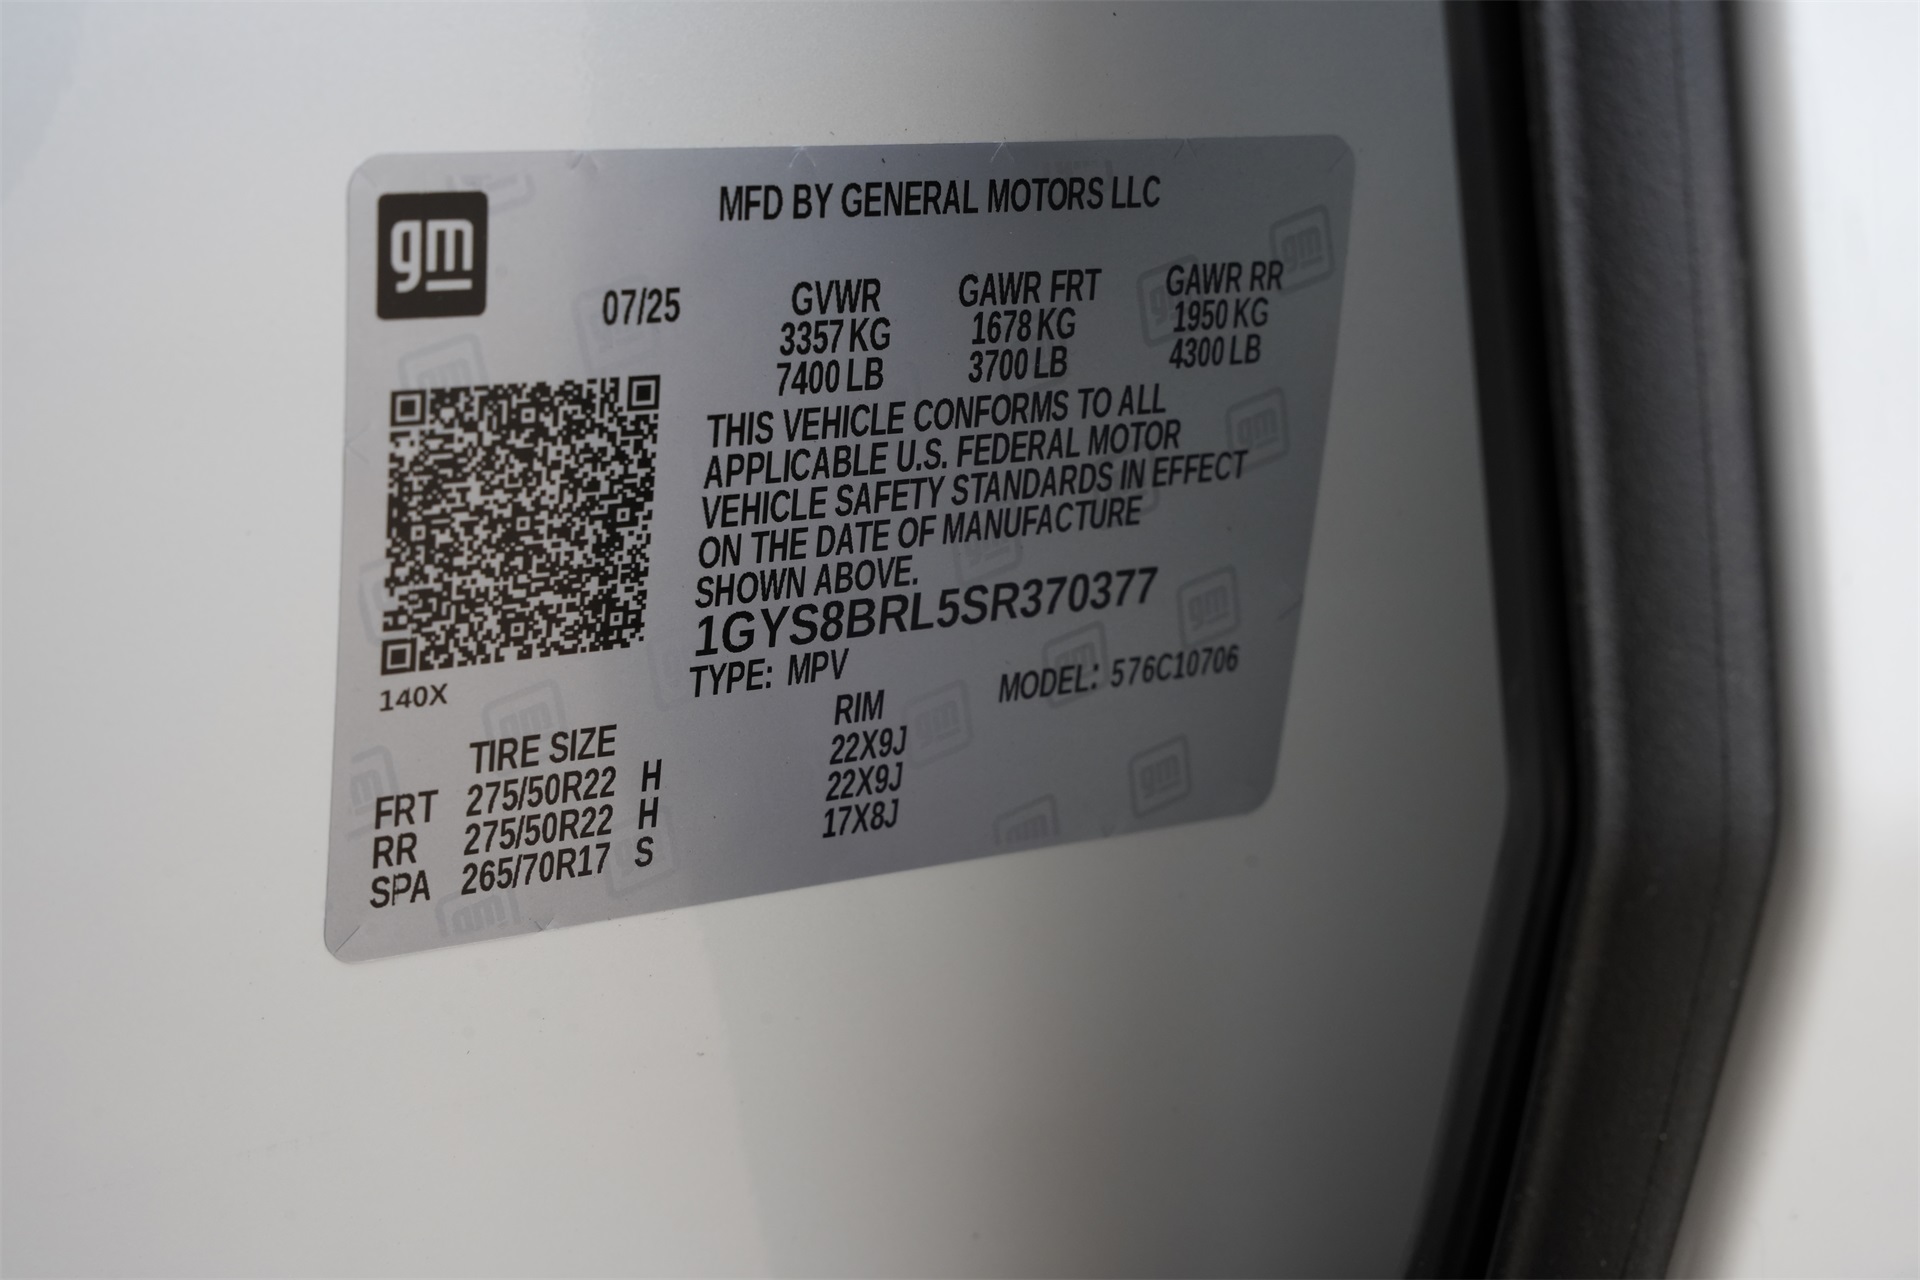 gm
MFD BY GENERAL MOTORS LLC
07/25 GVWR GAWR FRT GAWR RR
3357 KG 1678 KG 1950 KG
7400 LB 3700 LB 4300 LB
THIS VEHICLE CONFORMS TO ALL
APPLICABLE U.S. FEDERAL MOTOR
VEHICLE SAFETY STANDARDS IN EFFECT
ON THE DATE OF MANUFACTURE
SHOWN ABOVE.
1GYS8BRL5SR370377
TYPE: MPV MODEL: 576C10706
140X
TIRE SIZE RIM
FRT 275/50R22 H 22X9J
RR 275/50R22 H 22X9J
SPA 265/70R17 S 17X8J